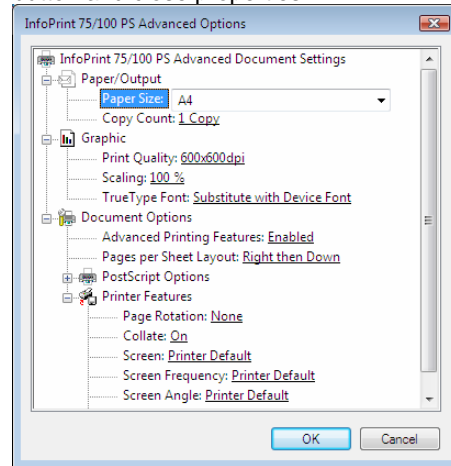 InfoPrint 75/100 PS Advanced Options
InfoPrint 75/100 PS Advanced Document Settings
Paper/Output
Paper Size: A4
Copy Count: 1 Copy
Graphic
Print Quality: 600x600dpi
Scaling: 100 %
TrueType Font: Substitute with Device Font
Document Options
Advanced Printing Features: Enabled
Pages per Sheet Layout: Right then Down
PostScript Options
Printer Features
Page Rotation: None
Collate: On
Screen: Printer Default
Screen Frequency: Printer Default
Screen Angle: Printer Default
OK Cancel